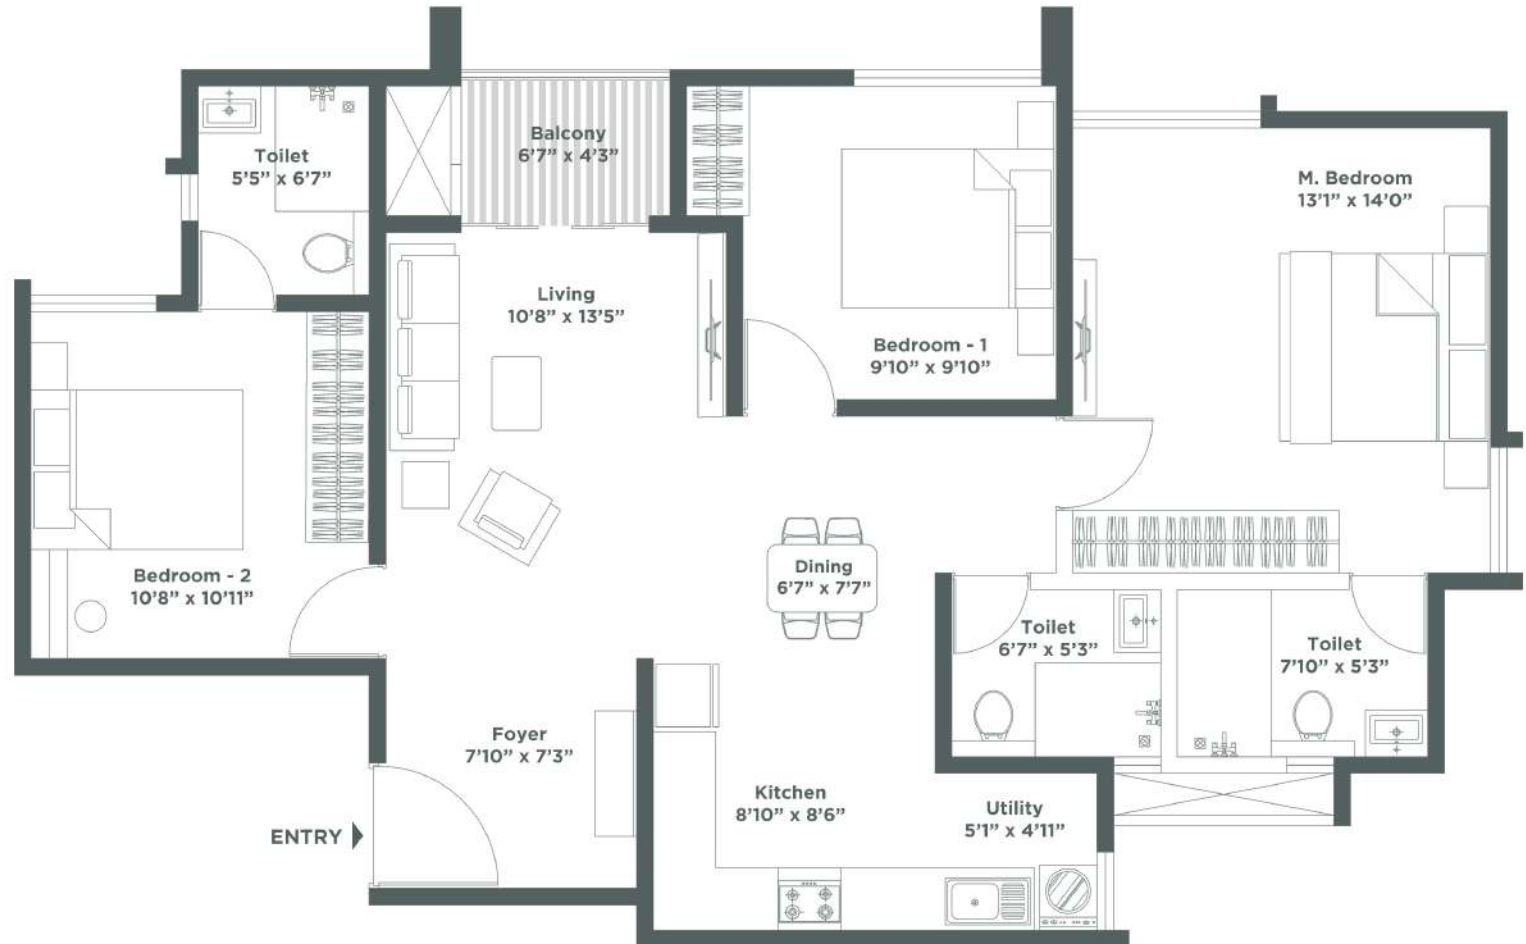 Toilet
5'5” x 6'7”
Balcony
6'7” x 4'3”
M. Bedroom
13'1” x 14'0”
Living
10'8” x 13'5”
Bedroom - 1
9'10” x 9'10”
Bedroom - 2
10'8” x 10'11”
Dining
6'7” x 7'7”
Toilet
6'7” x 5'3”
Toilet
7'10” x 5'3”
Foyer
7'10” x 7'3”
Kitchen
8'10” x 8'6”
Utility
5'1” x 4'11”
ENTRY